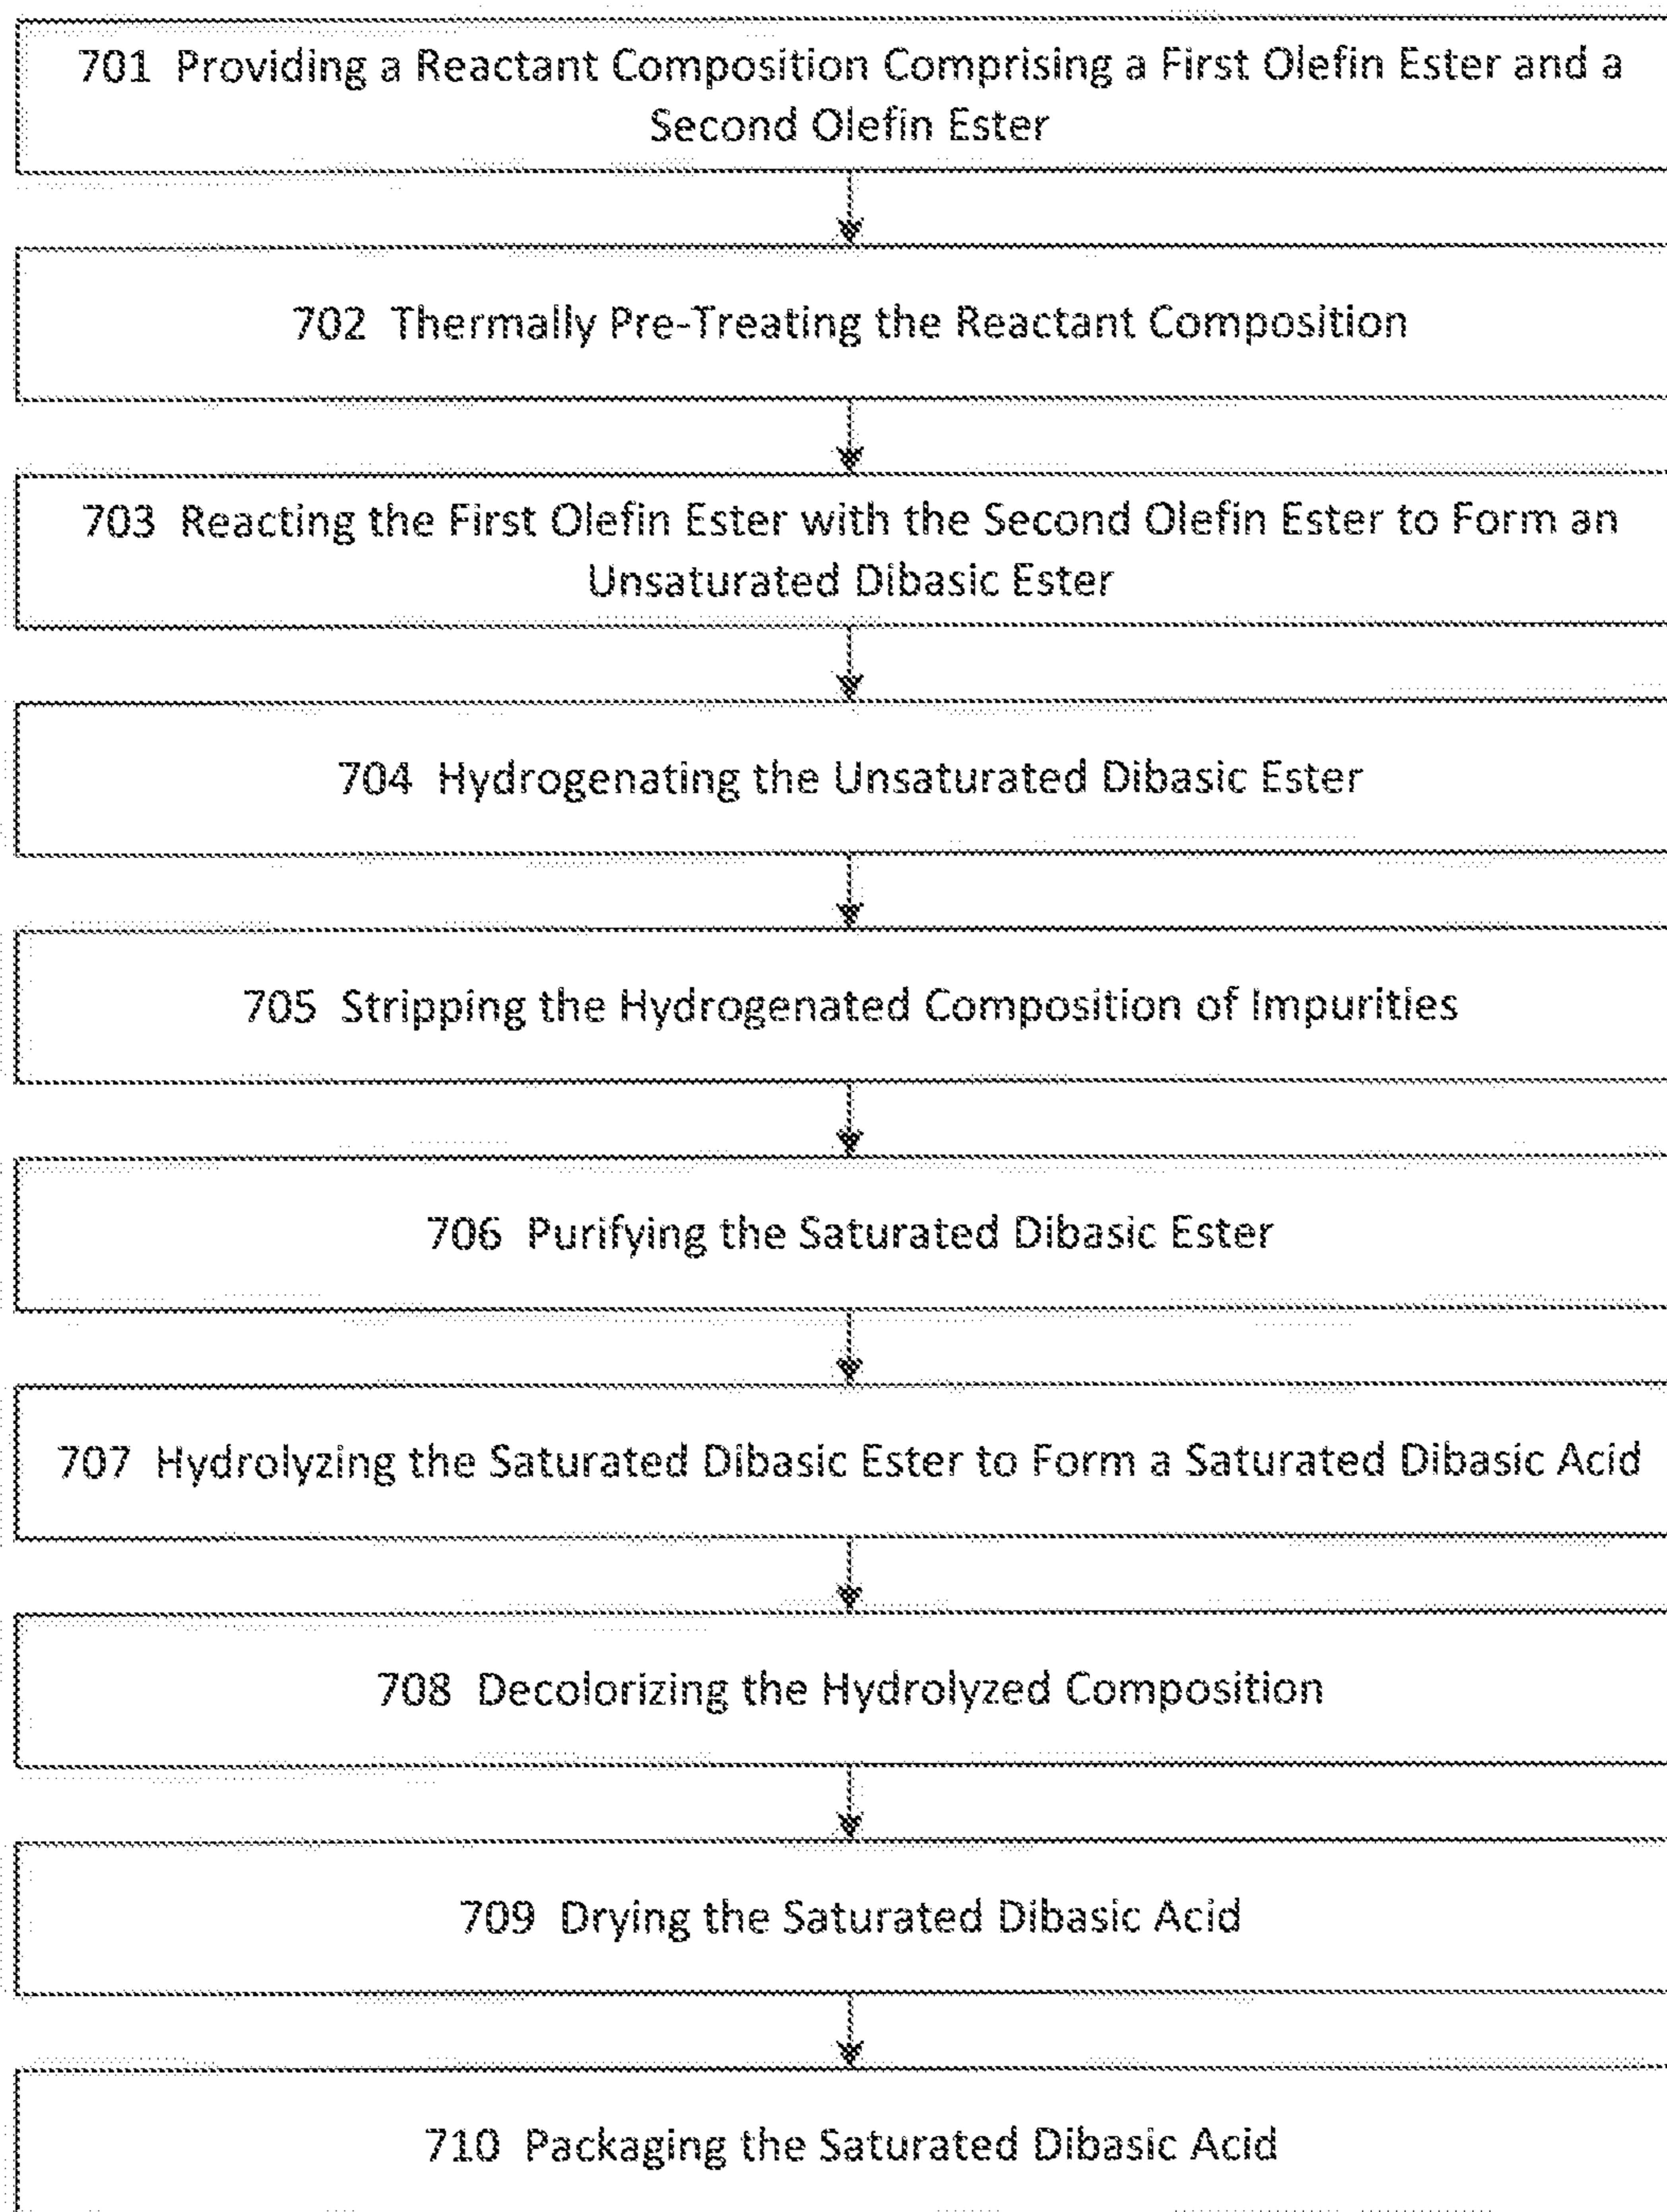 701 Providing a Reactant Composition Comprising a First Olefin Ester and a
Second Olefin Ester
702 Thermally Pre-Treating the Reactant Composition
703 Reacting the First Olefin Ester with the Second Olefin Ester to Form an
Unsaturated Dibasic Ester
704 Hydrogenating the Unsaturated Dibasic Ester
705 Stripping the Hydrogenated Composition of Impurities
706 Purifying the Saturated Dibasic Ester
707 Hydrolyzing the Saturated Dibasic Ester to Form a Saturated Dibasic Acid
708 Decolorizing the Hydrolyzed Composition
709 Drying the Saturated Dibasic Acid
710 Packaging the Saturated Dibasic Acid